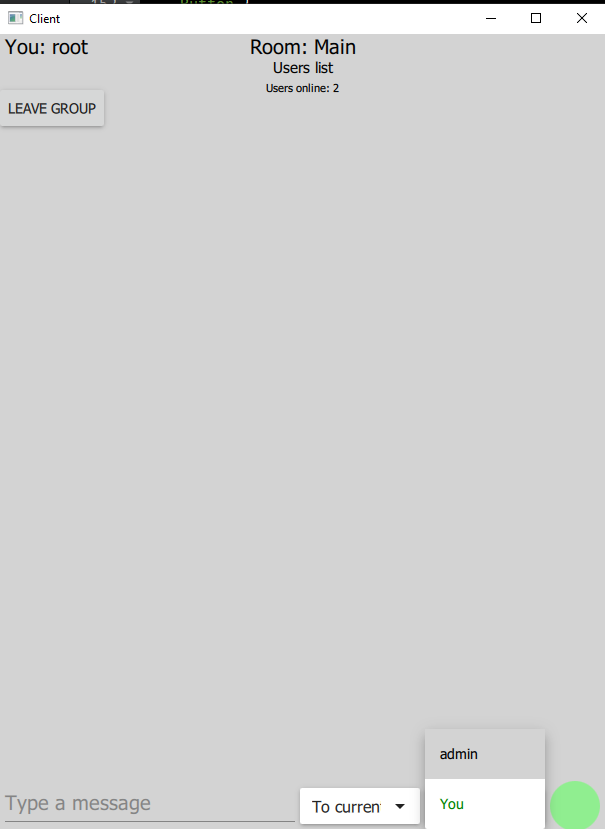 Client
You: root
Room: Main
Users list
Users online: 2
LEAVE GROUP
admin
Type a message
To curren
You